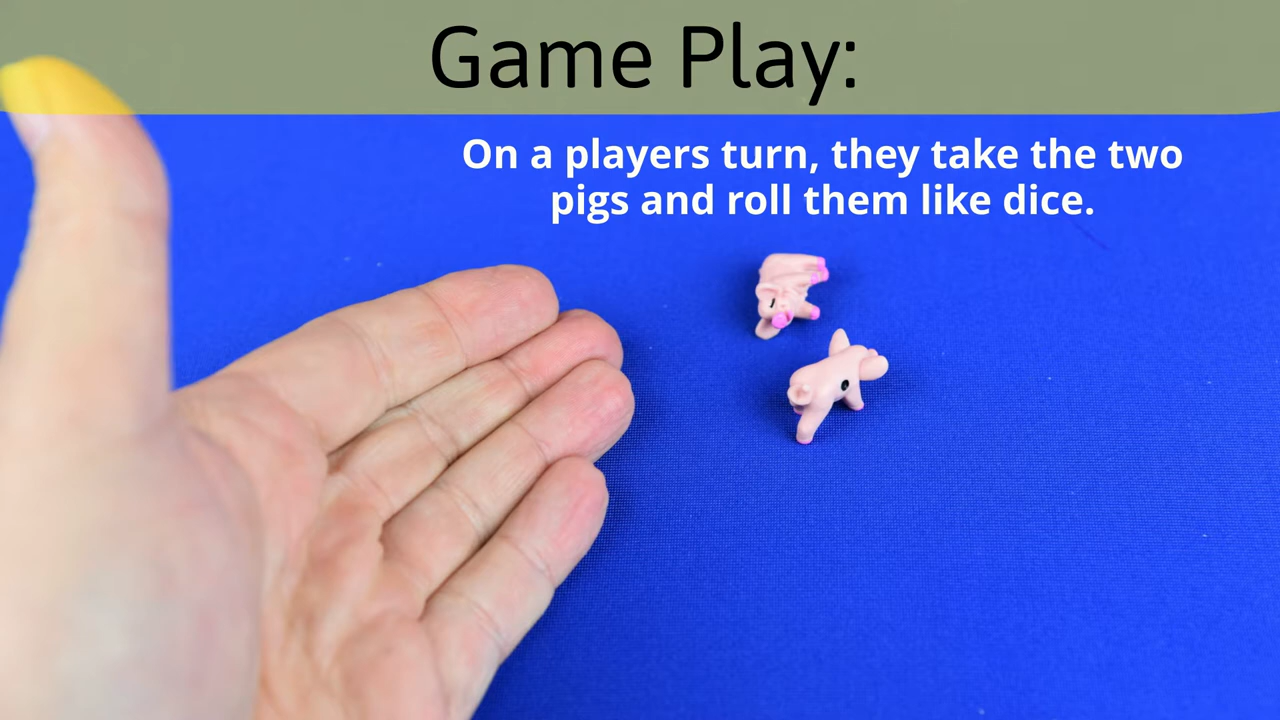 Game Play:
On a players turn, they take the two
pigs and roll them like dice.